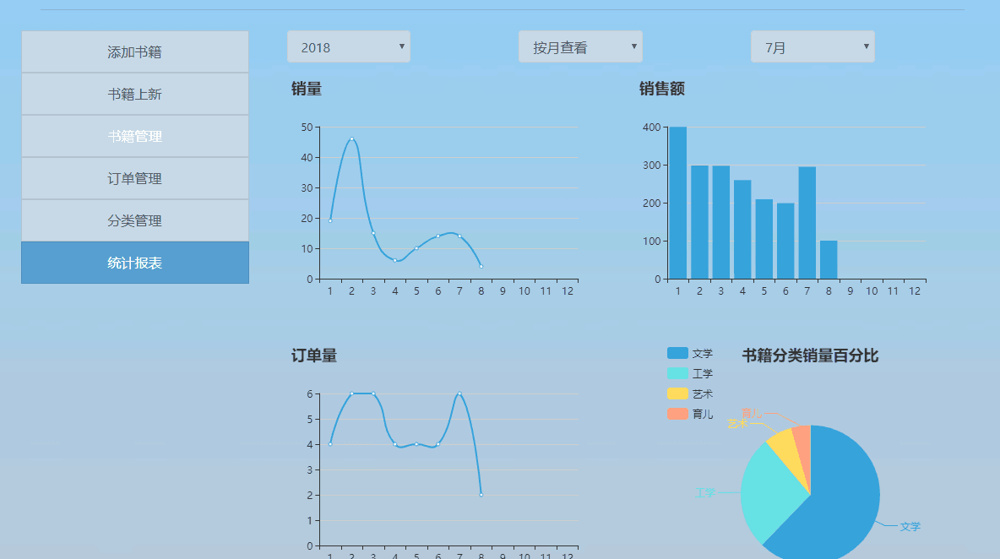 添加书籍
书籍上新
书籍管理
订单管理
分类管理
统计报表
2018
按月查看
7月
销量
50
40
30
20
10
0
1 2 3 4 5 6 7 8 9 10 11 12
销售额
400
300
200
100
0
1 2 3 4 5 6 7 8 9 10 11 12
订单量
6
5
4
3
2
1
0
1 2 3 4 5 6 7 8 9 10 11 12
书籍分类销量百分比
文学
工学
艺术
育儿
育儿
艺术
工学
文学